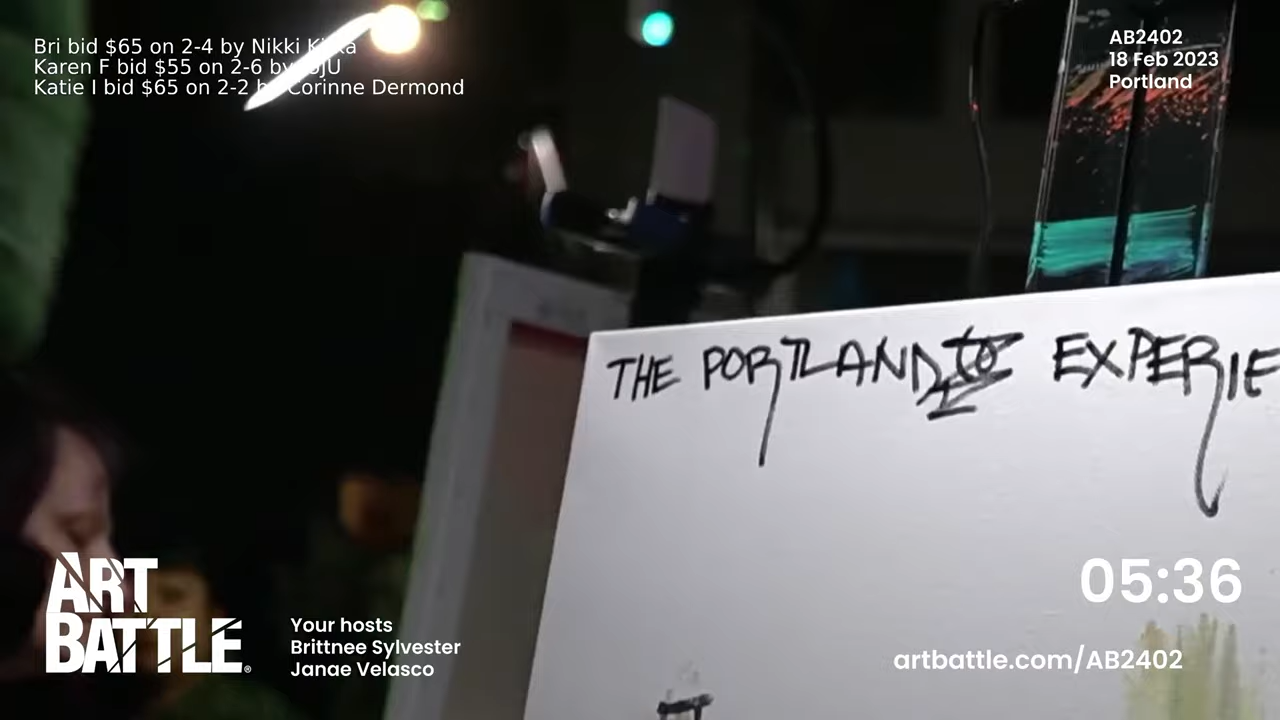 Bri bid $65 on 2-4 by Nikki
Karen F bid $55 on 2-6 by
Katie I bid $65 on 2-2 Corinne Dermond
AB2402
18 Feb 2023
Portland
THE PORTLAND EXPERIE
05:36
ART
BATTLE
Your hosts
Brittnee Sylvester
Janae Velasco
artbattle.com/AB2402